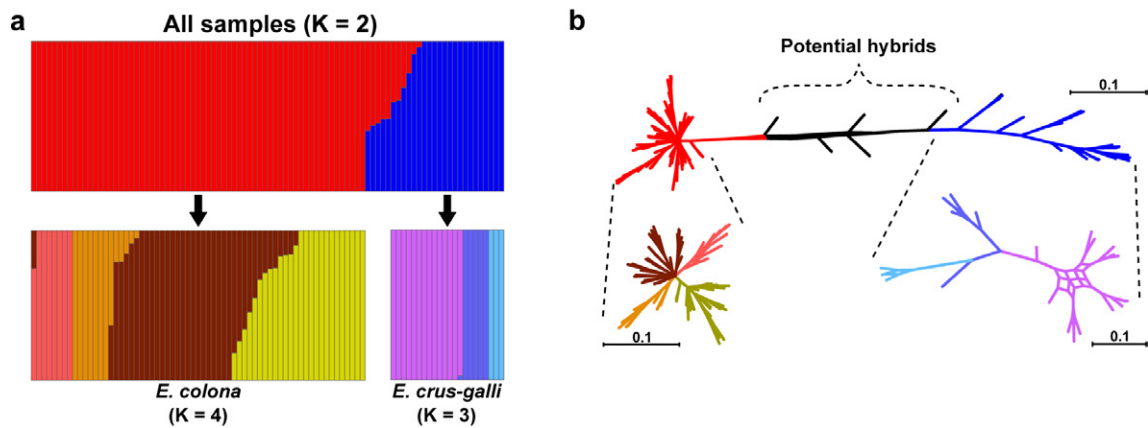 a
All samples (K = 2)
E. colona
(K = 4)
E. crus-galli
(K = 3)
b
Potential hybrids
0.1
0.1
0.1